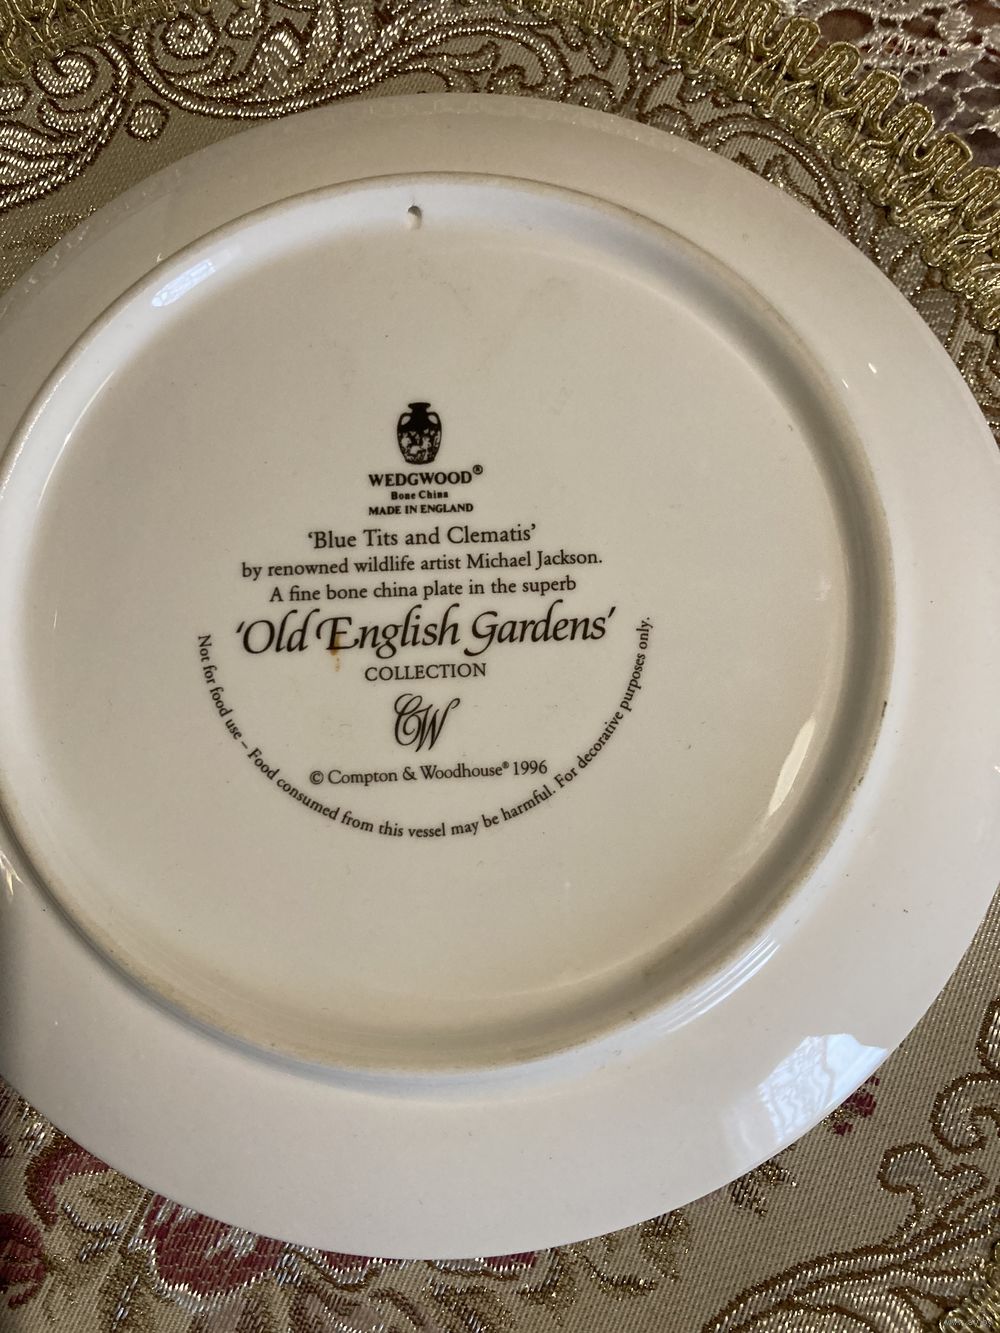 WEDGWOOD®
Bone China
MADE IN ENGLAND
‘Blue Tits and Clematis’
by renowned wildlife artist Michael Jackson.
A fine bone china plate in the superb
‘Old English Gardens’
COLLECTION
CW
© Compton & Woodhouse® 1996
Not for food use – Food consumed from this vessel may be harmful. For decorative purposes only.